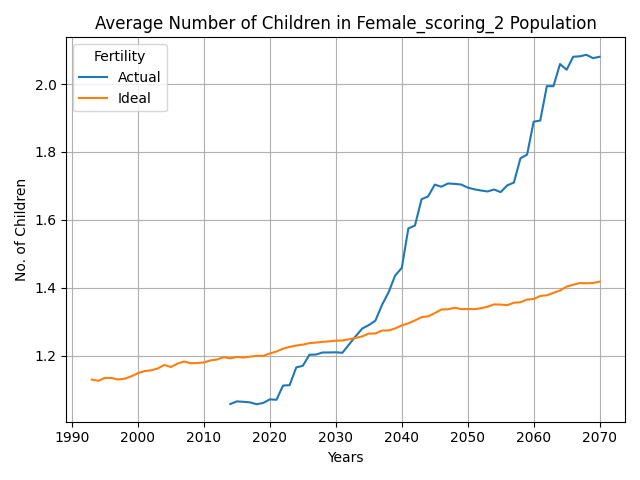 Average Number of Children in Female_scoring_2 Population
Fertility
Actual
Ideal
No. of Children
2.0
1.8
1.6
1.4
1.2
1990 2000 2010 2020 2030 2040 2050 2060 2070
Years